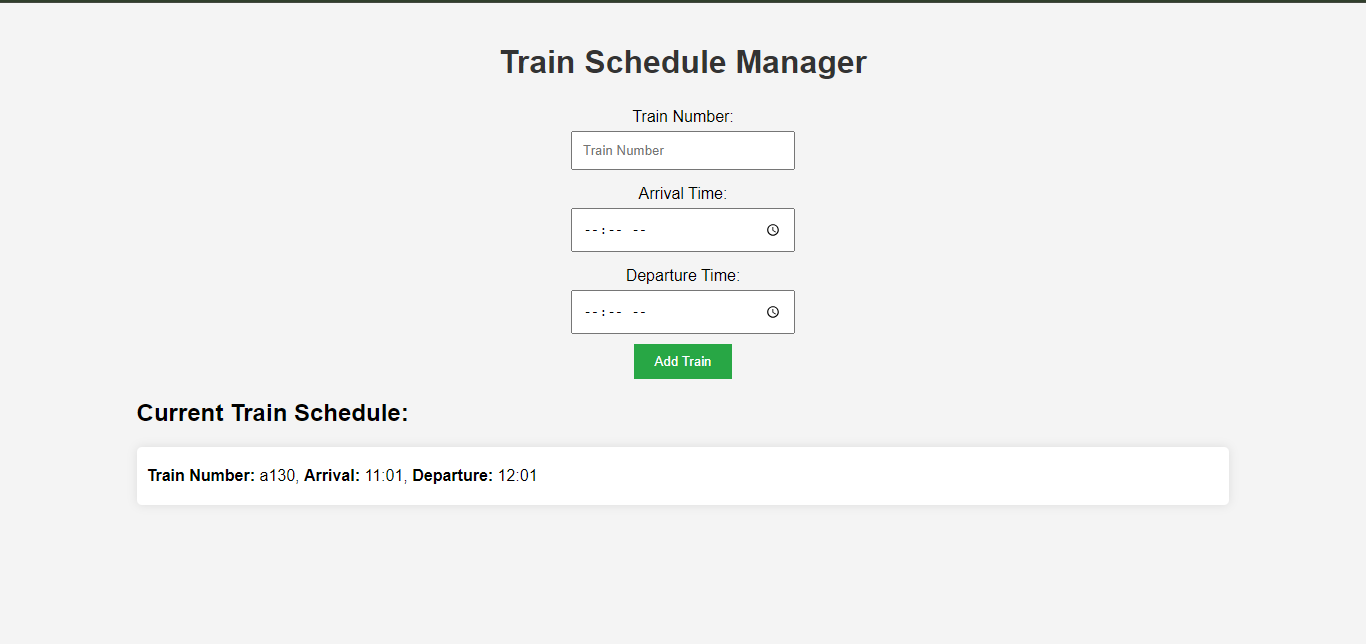 Train Schedule Manager
Train Number:
Train Number
Arrival Time:
--:-- --
Departure Time:
--:-- --
Add Train
Current Train Schedule:
Train Number: a130, Arrival: 11:01, Departure: 12:01